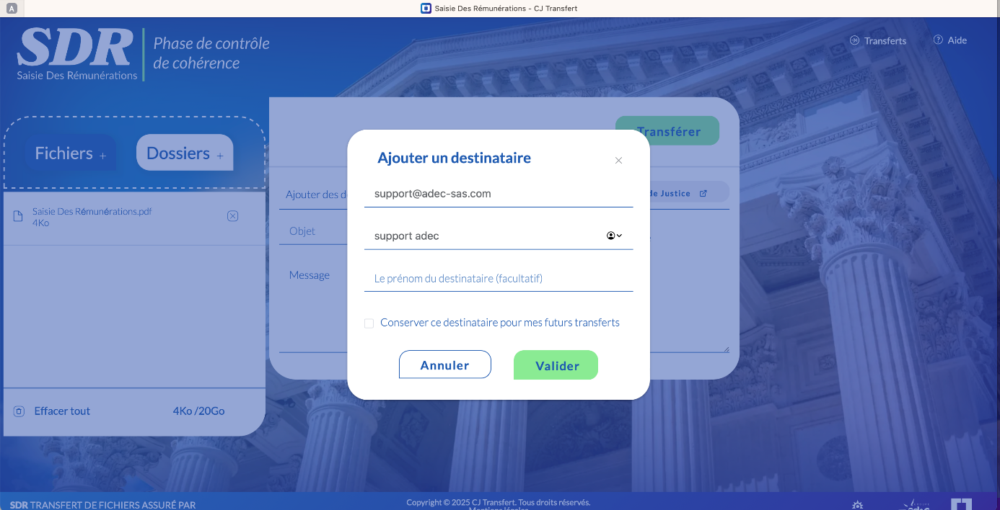 A
Saisie Des Rémunérations - CJ Transfert
SDR
Saisie Des Rémunérations
Phase de contrôle
de cohérence
Transferts
Aide
Fichiers +
Dossiers +
Saisie Des Rémunérations.pdf
4Ko
Effacer tout
4Ko /20Go
Transférer
Ajouter des d
de Justice
Objet
Message
Ajouter un destinataire
support@adec-sas.com
support adec
Le prénom du destinataire (facultatif)
Conserver ce destinataire pour mes futurs transferts
Annuler
Valider
SDR TRANSFERT DE FICHIERS ASSURÉ PAR
Copyright © 2025 CJ Transfert. Tous droits réservés.
Mentions légales